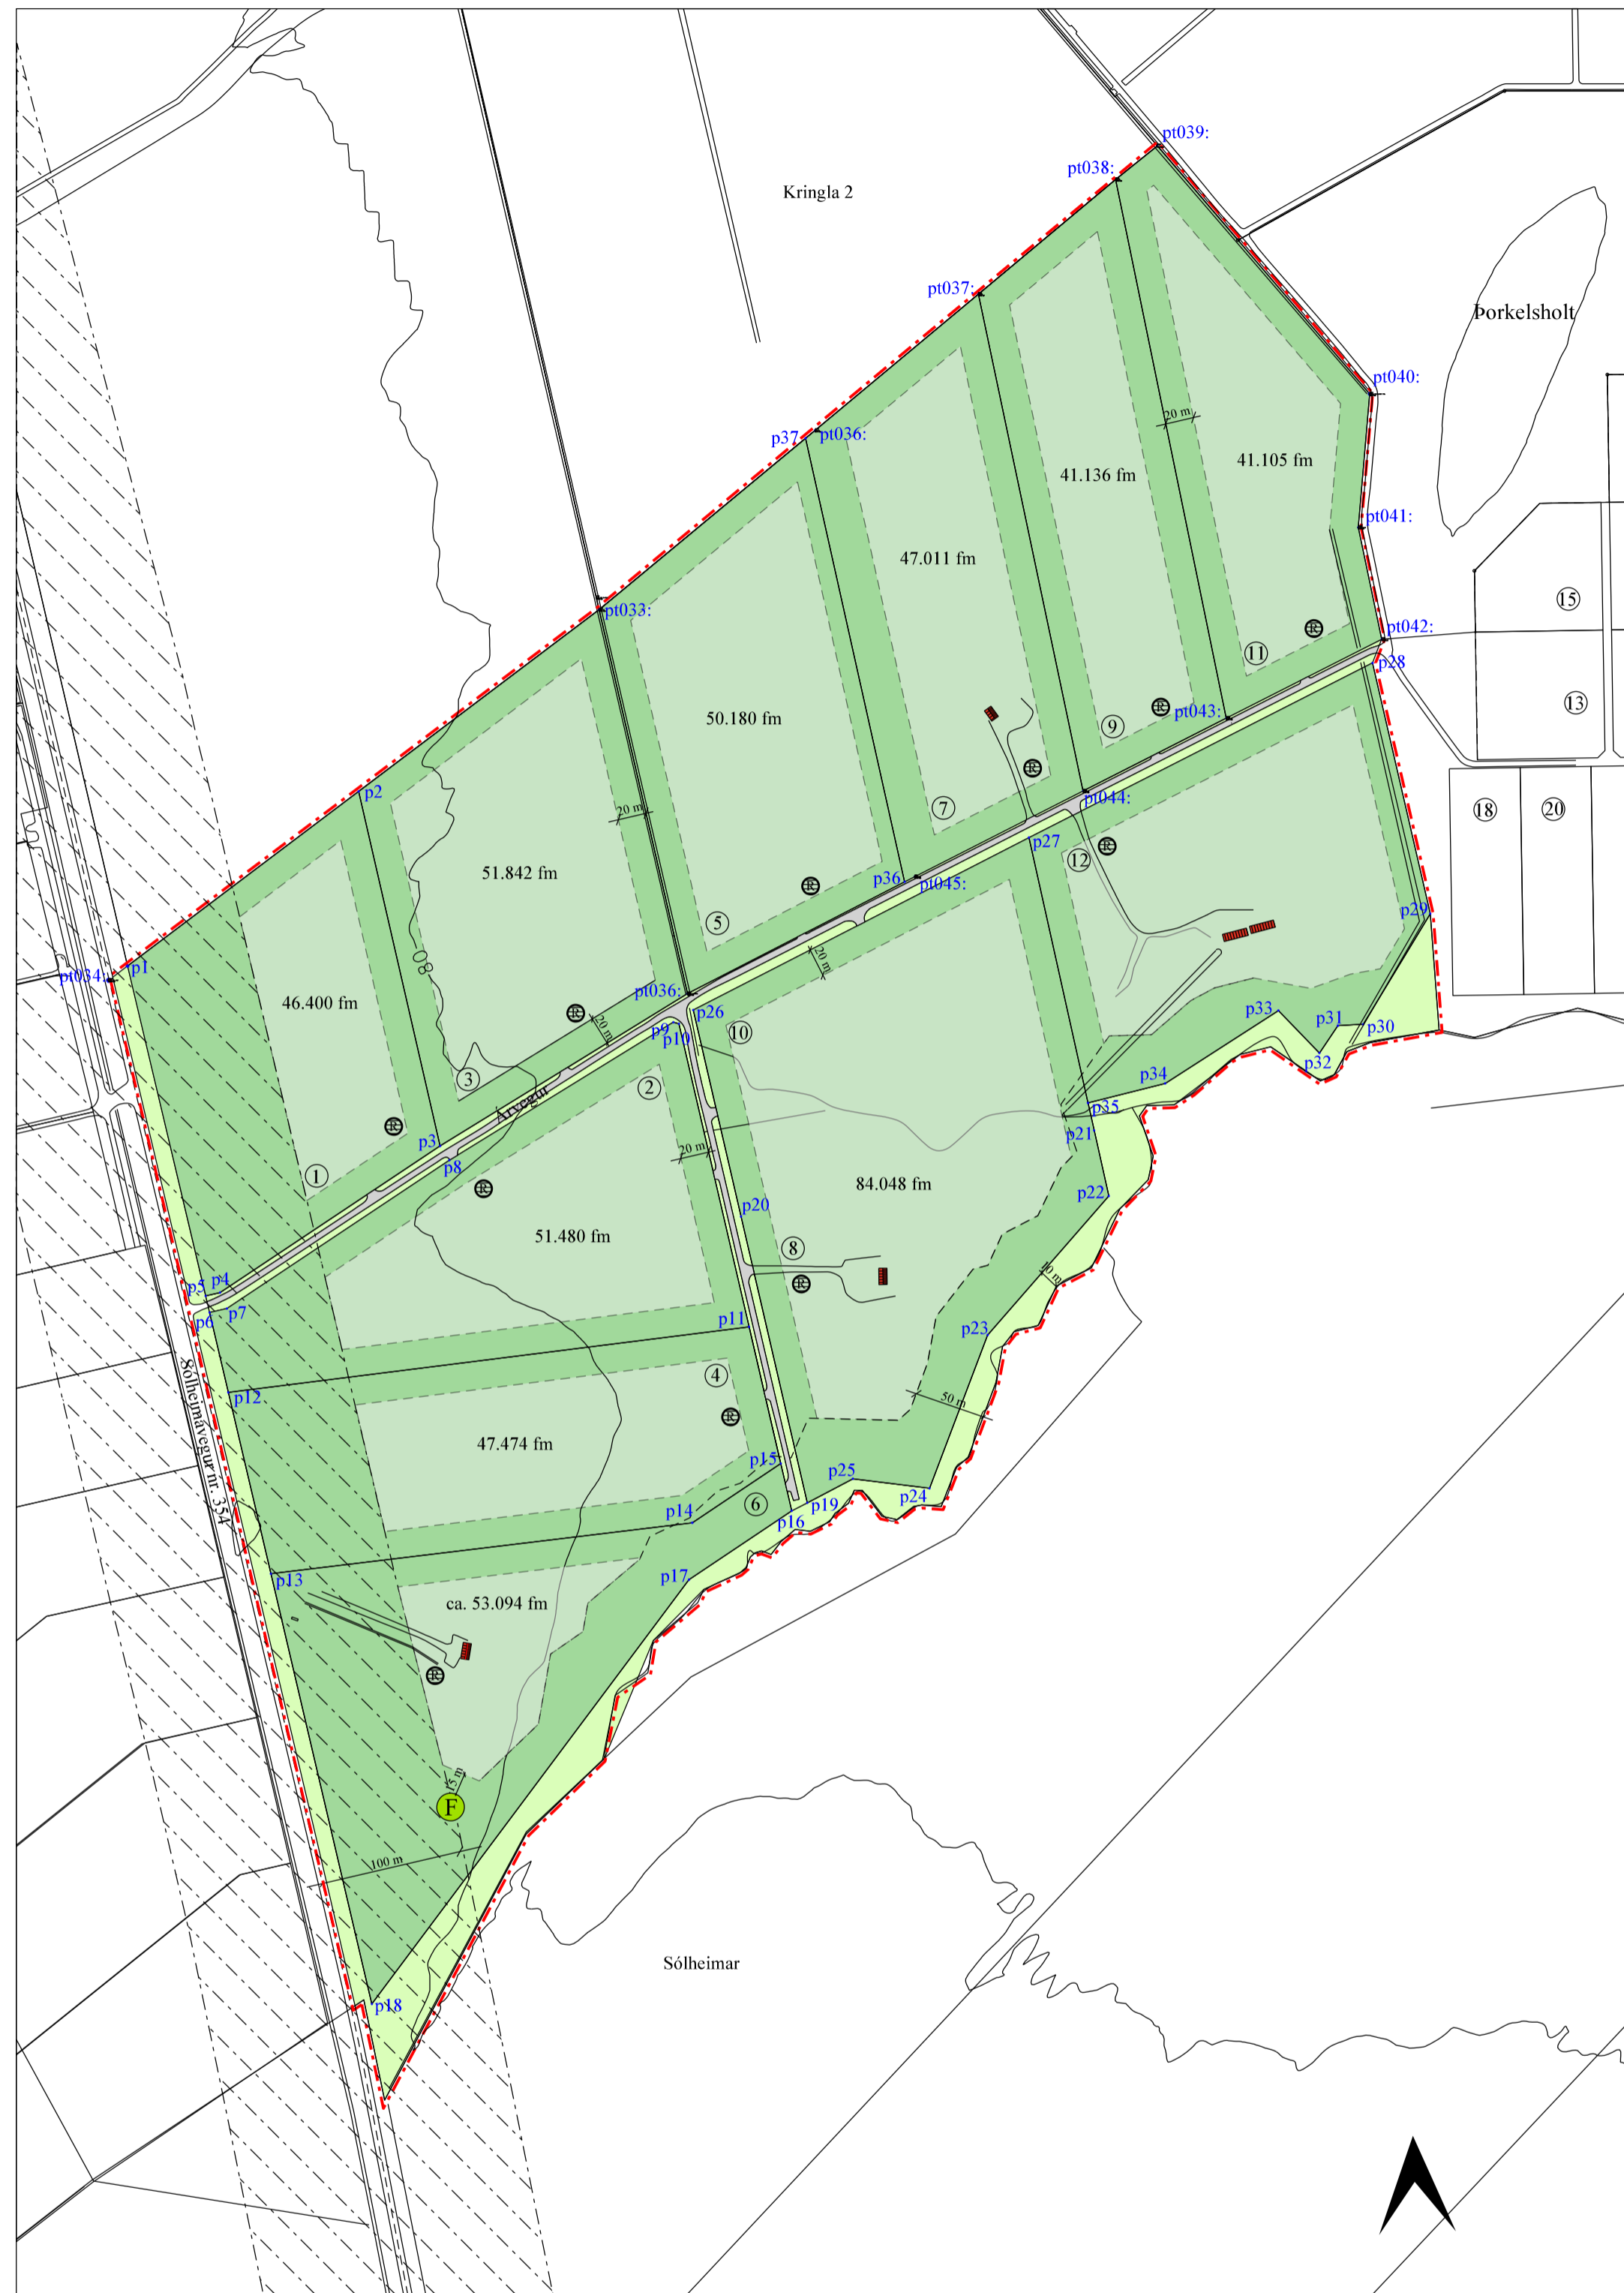 pt039:
pt038:
Kringla 2
pt037:
Þorkelsholt
pt040:
20 m
p37
pt036:
41.105 fm
41.136 fm
pt041:
47.011 fm
15
pt033:
R
pt042:
11
p28
13
50.180 fm
R
pt043:
9
R
p2
pt044:
18
20
7
20 m
p27
R
12
51.842 fm
p36
pt045:
R
5
p29
80
20 m
pt034:
p1
pt036:
46.400 fm
R
20 m
p26
p33
p9
p10
10
p31
p30
p32
3
2
p34
Árvegur
R
p35
p3
p21
p8
20 m
1
R
84.048 fm
p22
p20
51.480 fm
8
10 m
R
p5
p4
p6
p7
p11
p23
Sólheimavegur nr. 354
4
p12
50 m
R
47.474 fm
p15
p25
p24
6
p14
p19
p16
p13
p17
ca. 53.094 fm
R
15 m
F
100 m
Sólheimar
p18